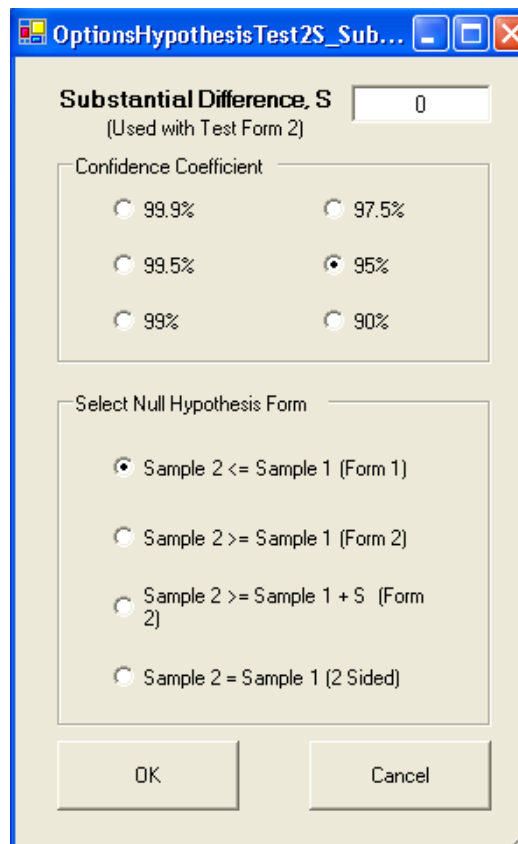 OptionsHypothesisTest2S_Sub...
Substantial Difference, S
0
(Used with Test Form 2)
Confidence Coefficient
99.9%
97.5%
99.5%
95%
99%
90%
Select Null Hypothesis Form
Sample 2 <= Sample 1 (Form 1)
Sample 2 >= Sample 1 (Form 2)
Sample 2 >= Sample 1 + S (Form
2)
Sample 2 = Sample 1 (2 Sided)
OK
Cancel